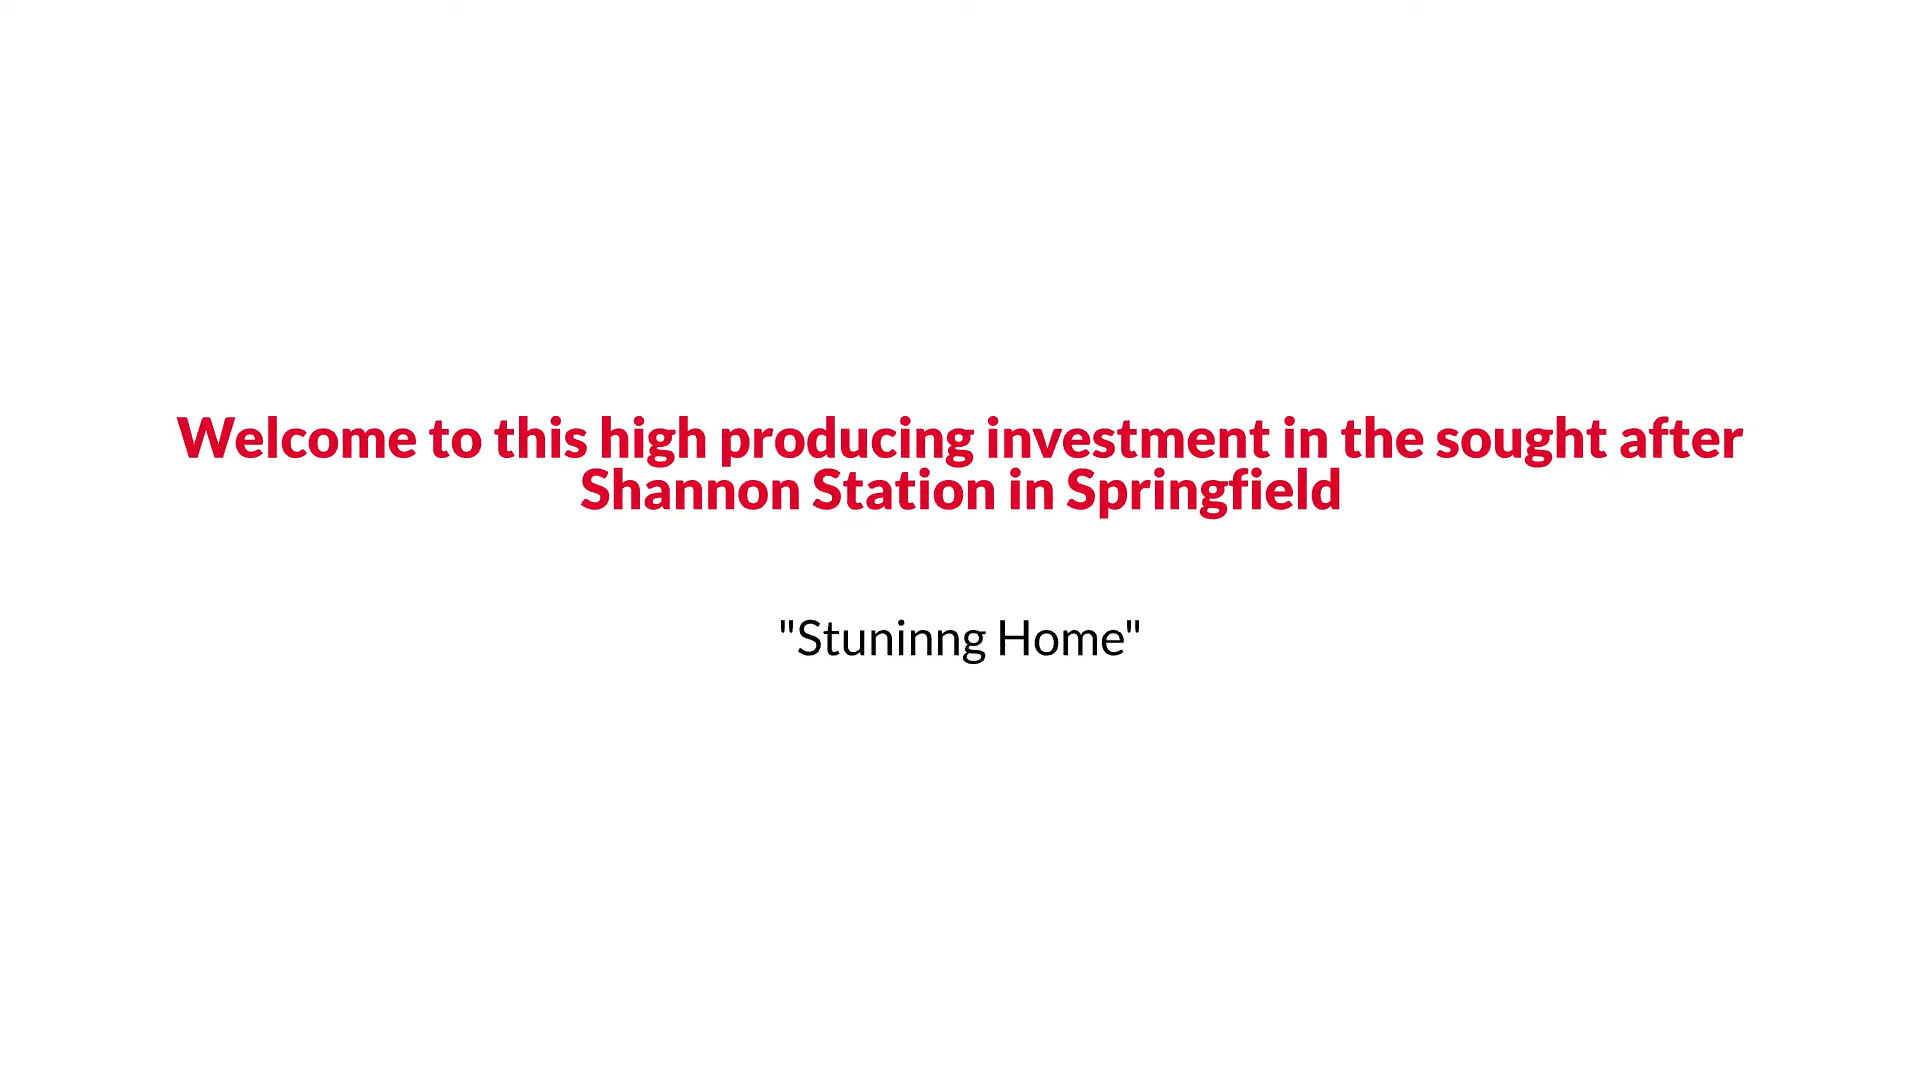 Welcome to this high producing investment in the sought after
Shannon Station in Springfield
"Stuninng Home"